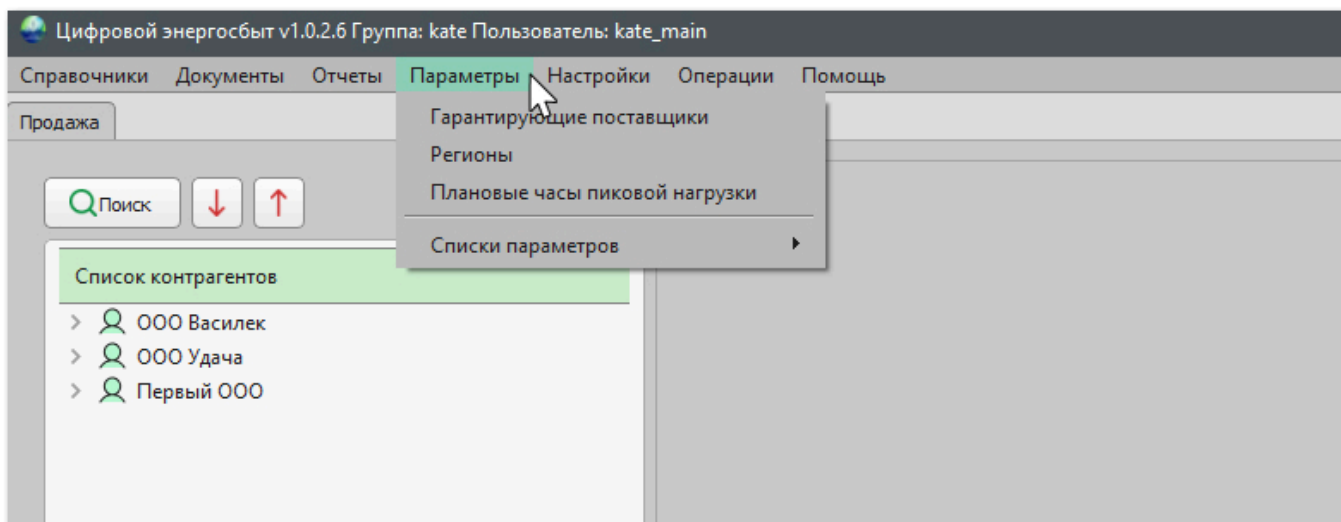 Цифровой энергосбыт v1.0.2.6 Группа: kate Пользователь: kate_main
Справочники Документы Отчеты Параметры Настройки Операции Помощь
Продажа
Гарантирующие поставщики
Регионы
Плановые часы пиковой нагрузки
Списки параметров
Поиск
Список контрагентов
ООО Василек
ООО Удача
Первый ООО